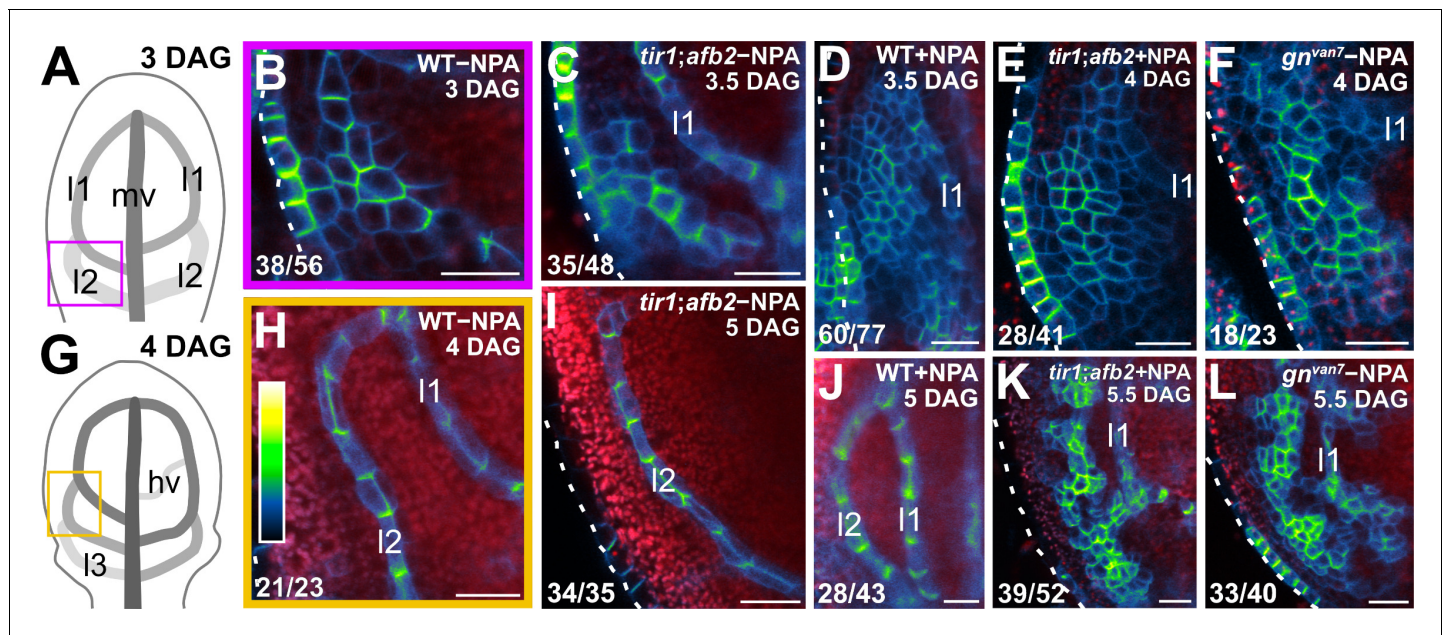 A
3 DAG
l1
l1
mv
l2
l2
B
WT−NPA
3 DAG
38/56
C
tir1;afb2−NPA
3.5 DAG
l1
35/48
D
WT+NPA
3.5 DAG
l1
60/77
E
tir1;afb2+NPA
4 DAG
l1
28/41
F
gnvan7−NPA
4 DAG
l1
18/23
G
4 DAG
hv
l3
H
WT−NPA
4 DAG
l1
l2
21/23
I
tir1;afb2−NPA
5 DAG
l2
34/35
J
WT+NPA
5 DAG
l2
l1
28/43
K
tir1;afb2+NPA
5.5 DAG
l1
39/52
L
gnvan7−NPA
5.5 DAG
l1
33/40